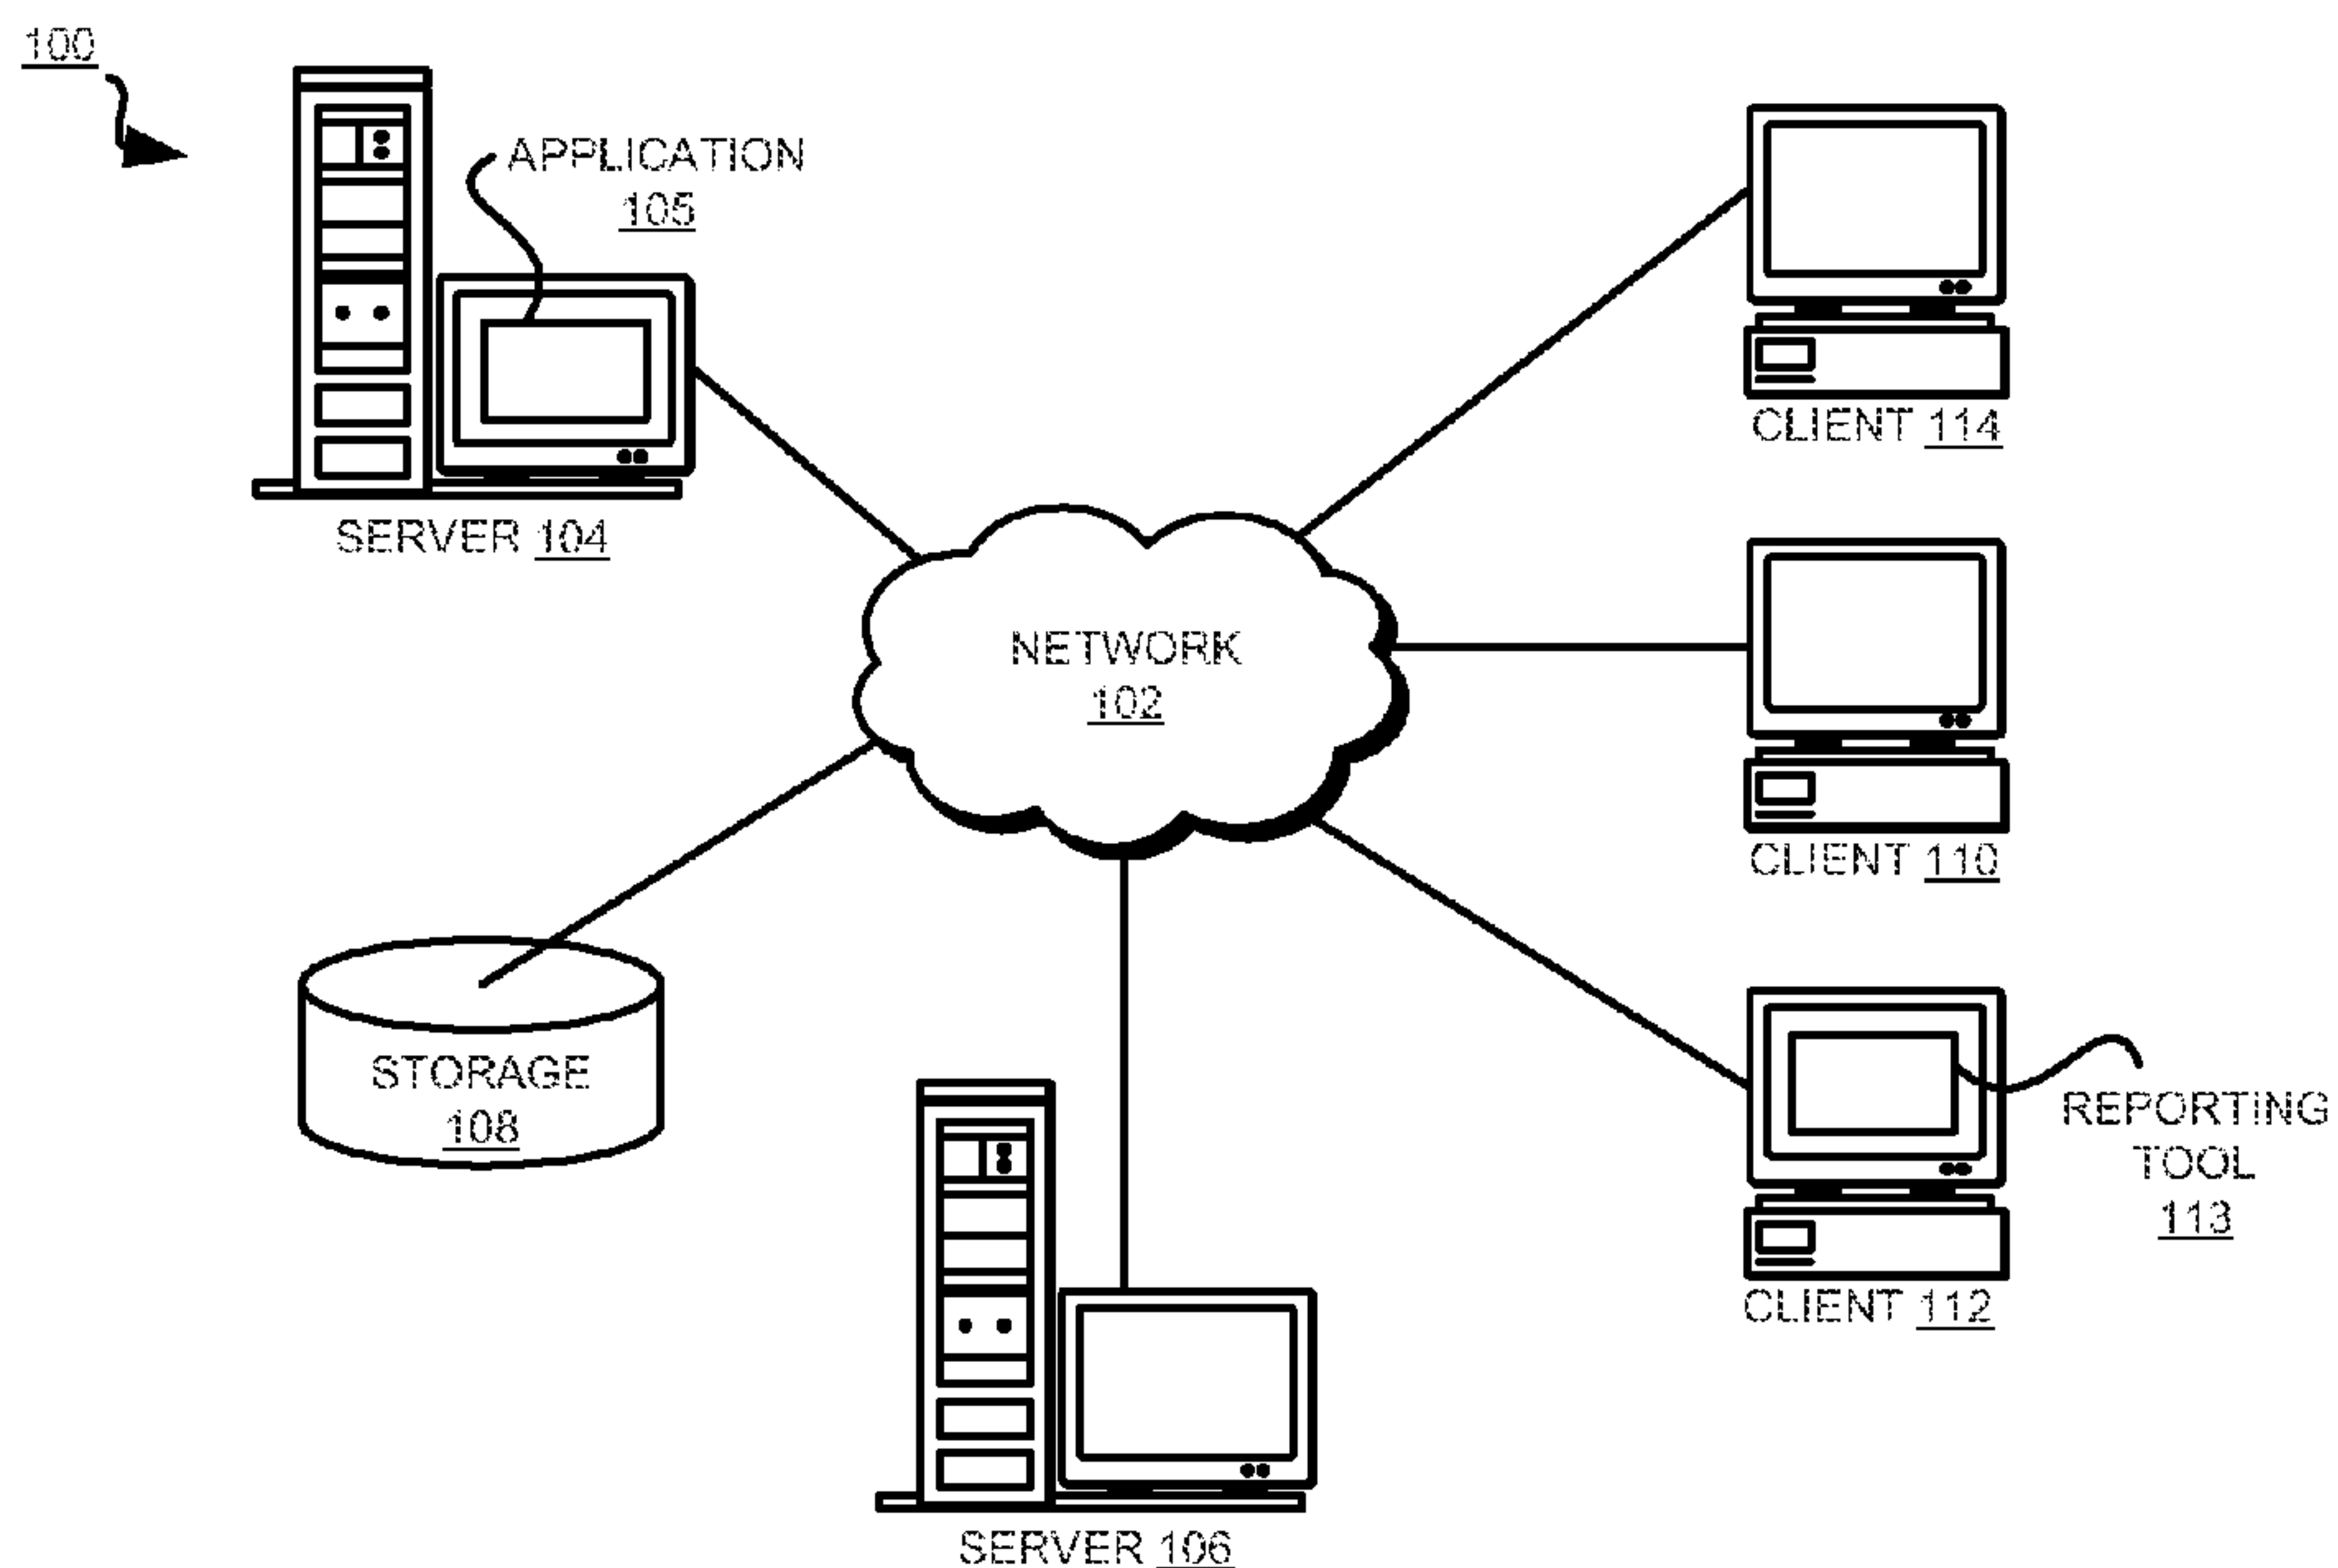 100
APPLICATION
105
SERVER 104
CLIENT 114
NETWORK
102
CLIENT 110
STORAGE
108
REPORTING
TOOL
113
CLIENT 112
SERVER 106